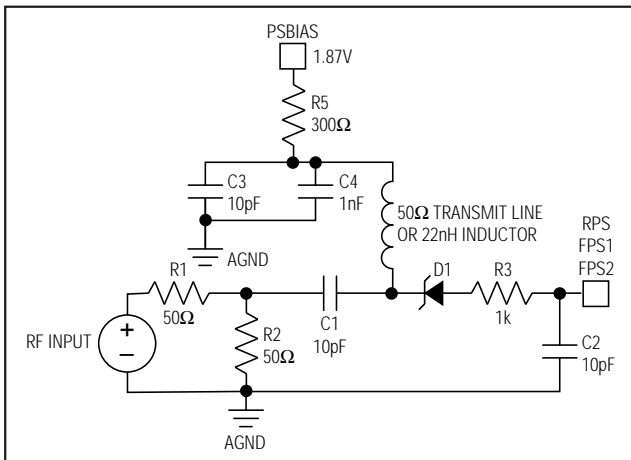 PSBIAS
1.87V
R5
300Ω
C3
10pF
C4
1nF
AGND
50Ω TRANSMIT LINE
OR 22nH INDUCTOR
RPS
FPS1
FPS2
R1
50Ω
C1
10pF
D1
R3
1k
RF INPUT
+
−
R2
50Ω
C2
10pF
AGND